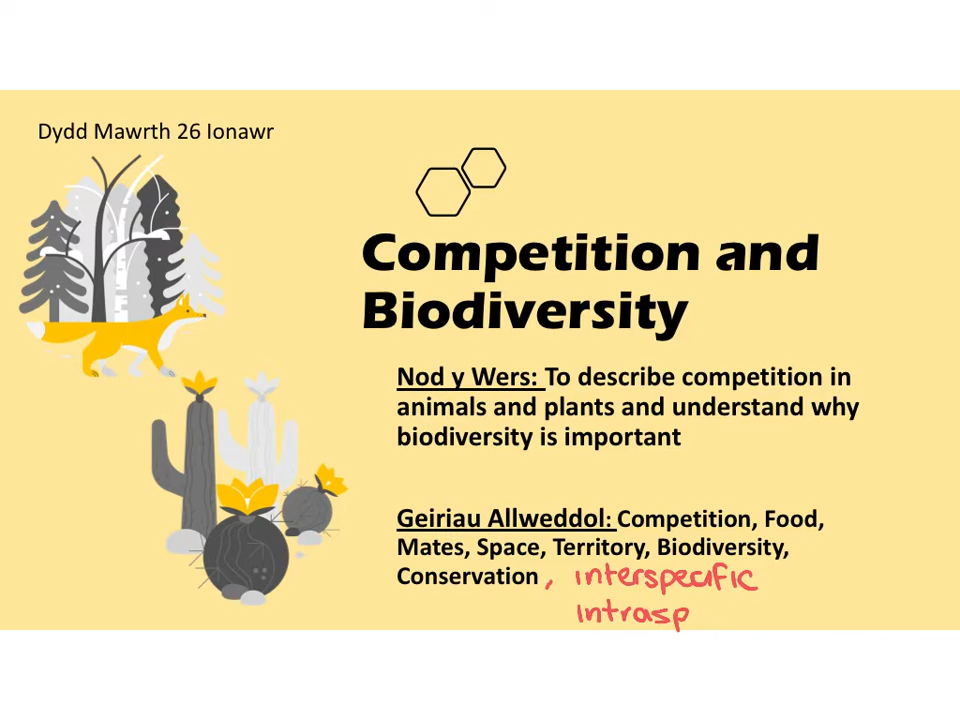 Dydd Mawrth 26 Ionawr
Competition and
Biodiversity
Nod y Wers: To describe competition in
animals and plants and understand why
biodiversity is important
Geiriau Allweddol: Competition, Food,
Mates, Space, Territory, Biodiversity,
Conservation , interspecific
intrasp